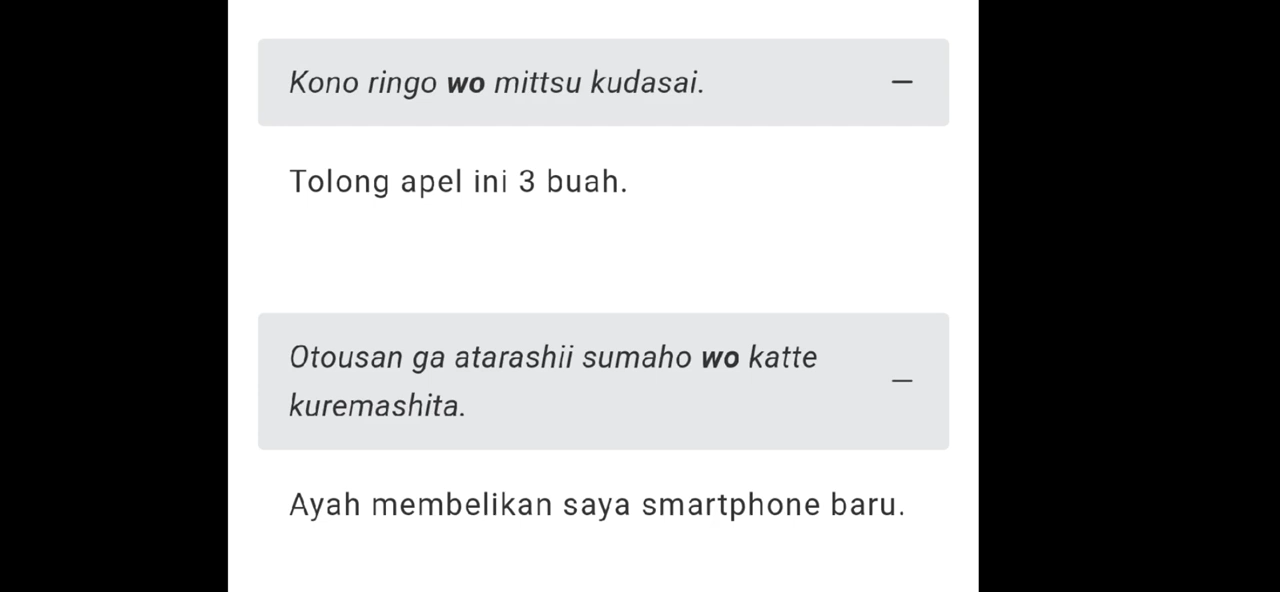 Kono ringo wo mittsu kudasai.
Tolong apel ini 3 buah.
Otousan ga atarashii sumaho wo katte
kuremashita.
Ayah membelikan saya smartphone baru.